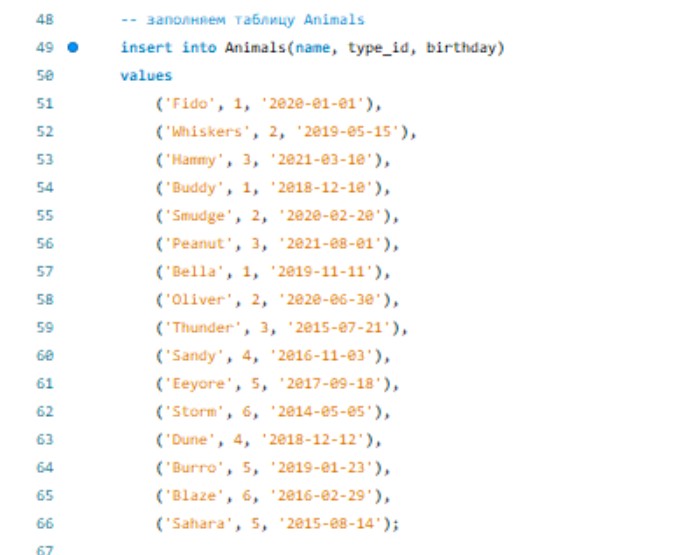 48 -- заполняем таблицу Animals
49 insert into Animals(name, type_id, birthday)
50 values
51 ('Fido', 1, '2020-01-01'),
52 ('Whiskers', 2, '2019-05-15'),
53 ('Hammy', 3, '2021-03-10'),
54 ('Buddy', 1, '2018-12-10'),
55 ('Smudge', 2, '2020-02-20'),
56 ('Peanut', 3, '2021-08-01'),
57 ('Bella', 1, '2019-11-11'),
58 ('Oliver', 2, '2020-06-30'),
59 ('Thunder', 3, '2015-07-21'),
60 ('Sandy', 4, '2016-11-03'),
61 ('Eeyore', 5, '2017-09-18'),
62 ('Storm', 6, '2014-05-05'),
63 ('Dune', 4, '2018-12-12'),
64 ('Burro', 5, '2019-01-23'),
65 ('Blaze', 6, '2016-02-29'),
66 ('Sahara', 5, '2015-08-14');
67